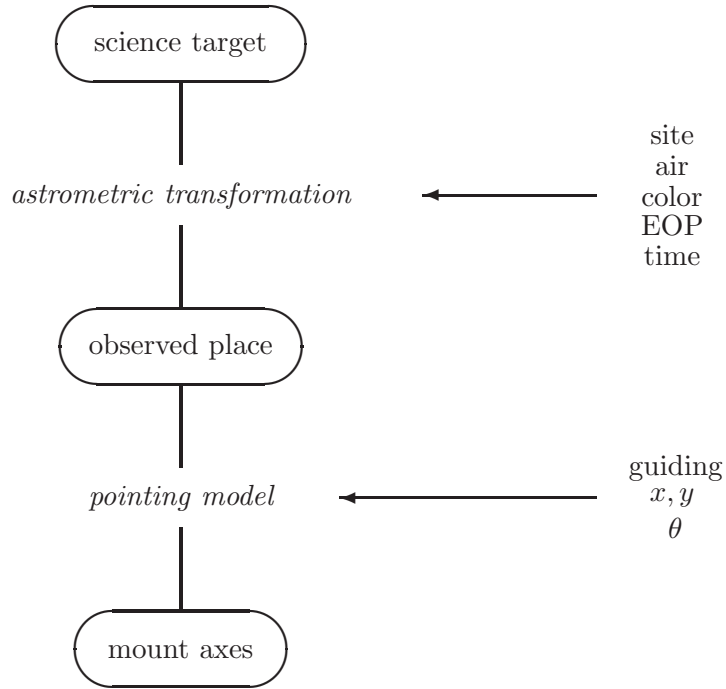 science target
astrometric transformation
site
air
color
EOP
time
observed place
pointing model
guiding
x, y
θ
mount axes